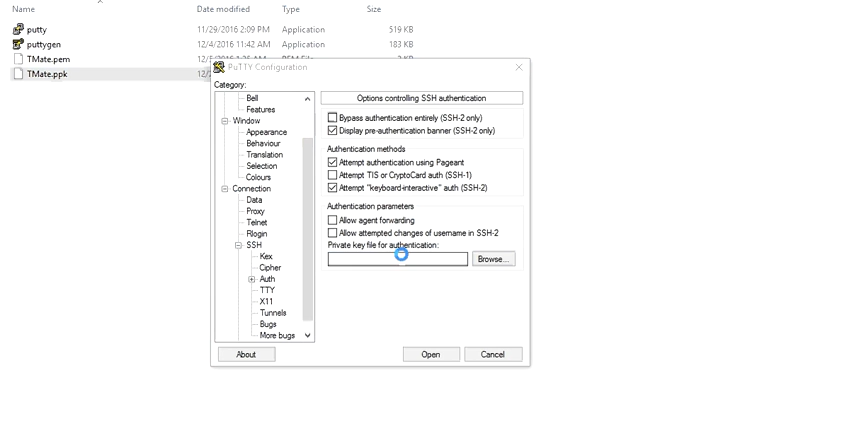 Name Date modified Type Size
putty 11/29/2016 2:09 PM Application 519 KB
puttygen 12/4/2016 11:42 AM Application 183 KB
TMate.pem
TMate.ppk
PuTTY Configuration
Category:
Bell
Features
Window
Appearance
Behaviour
Translation
Selection
Colours
Connection
Data
Proxy
Telnet
Rlogin
SSH
Kex
Cipher
Auth
TTY
X11
Tunnels
Bugs
More bugs
Options controlling SSH authentication
Bypass authentication entirely (SSH-2 only)
Display pre-authentication banner (SSH-2 only)
Authentication methods
Attempt authentication using Pageant
Attempt TIS or CryptoCard auth (SSH-1)
Attempt "keyboard-interactive" auth (SSH-2)
Authentication parameters
Allow agent forwarding
Allow attempted changes of username in SSH-2
Private key file for authentication:
Browse...
About Open Cancel